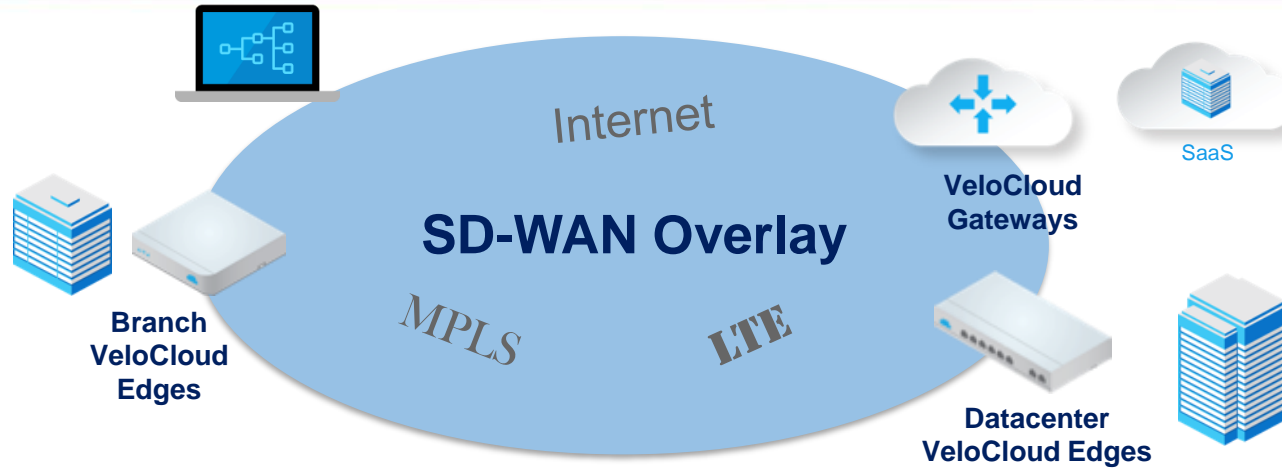 Internet
SaaS
VeloCloud
Gateways
SD-WAN Overlay
MPLS
LTE
Branch
VeloCloud
Edges
Datacenter
VeloCloud Edges